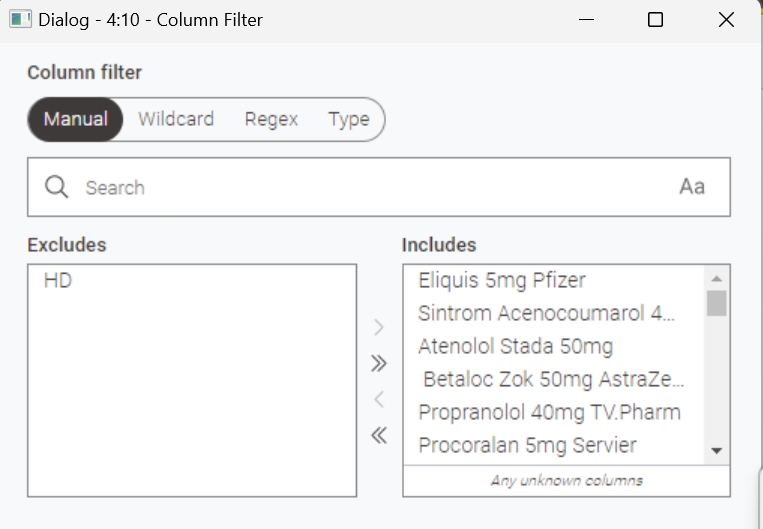 Dialog - 4:10 - Column Filter
Column filter
Manual Wildcard Regex Type
Search Aa
Excludes
HD
Includes
Eliquis 5mg Pfizer
Sintrom Acenocoumarol 4...
Atenolol Stada 50mg
Betaloc Zok 50mg AstraZe...
Propranolol 40mg TV.Pharm
Procoralan 5mg Servier
Any unknown columns